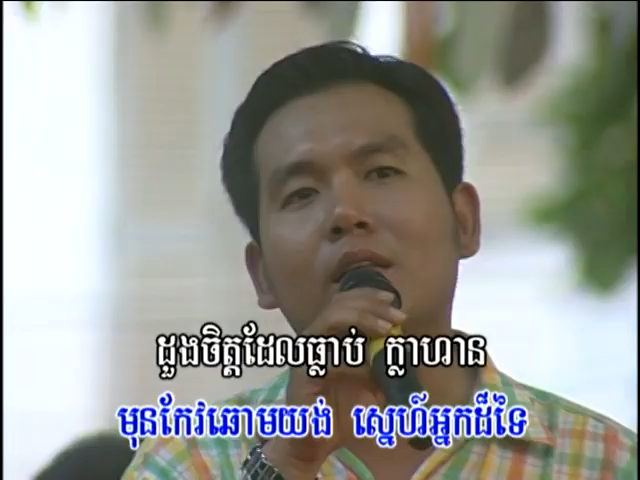 ដួងចិត្តដែលធ្លាប់ ក្លាហាន
មុនកែវឆោមយង់ ស្នេហ៍អ្នកដ៏ទៃ